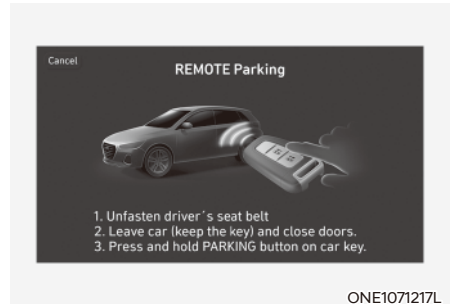 Cancel
REMOTE Parking
1. Unfasten driver´s seat belt
2. Leave car (keep the key) and close doors.
3. Press and hold PARKING button on car key.
ONE1071217L